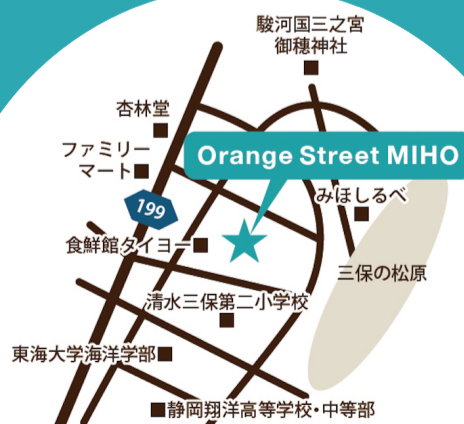 駿河国三之宮
御穂神社
杏林堂
ファミリー
マート
Orange Street MIHO
199
みほしるべ
食鮮館タイヨー
三保の松原
清水三保第二小学校
東海大学海洋学部
静岡翔洋高等学校・中等部